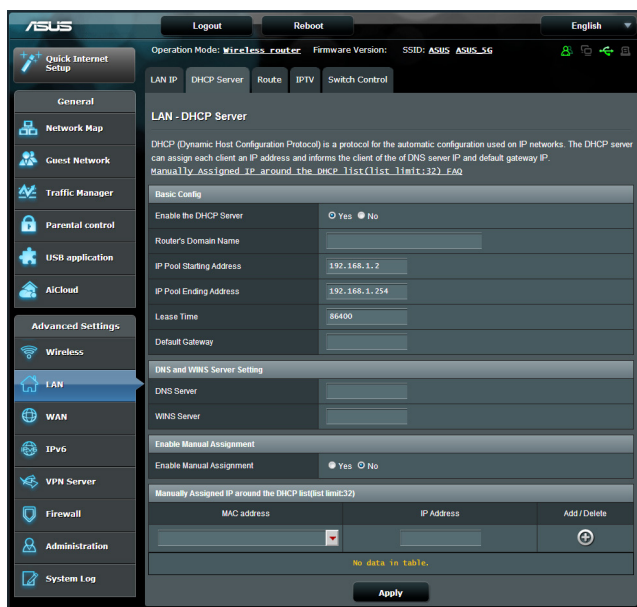 ASUS
Logout
Reboot
English
Quick Internet Setup
Operation Mode: Wireless router Firmware Version: SSID: ASUS ASUS_5G
LAN IP
DHCP Server
Route
IPTV
Switch Control
General
Network Map
Guest Network
Traffic Manager
Parental control
USB application
AiCloud
Advanced Settings
Wireless
LAN
WAN
IPv6
VPN Server
Firewall
Administration
System Log
LAN - DHCP Server
DHCP (Dynamic Host Configuration Protocol) is a protocol for the automatic configuration used on IP networks. The DHCP server
can assign each client an IP address and informs the client of the of DNS server IP and default gateway IP.
Manually Assigned IP around the DHCP list(list limit:32) FAQ
Basic Config
Enable the DHCP Server Yes No
Router's Domain Name
IP Pool Starting Address 192.168.1.2
IP Pool Ending Address 192.168.1.254
Lease Time 86400
Default Gateway
DNS and WINS Server Setting
DNS Server
WINS Server
Enable Manual Assignment
Enable Manual Assignment Yes No
Manually Assigned IP around the DHCP list(list limit:32)
MAC address IP Address Add / Delete
No data in table.
Apply